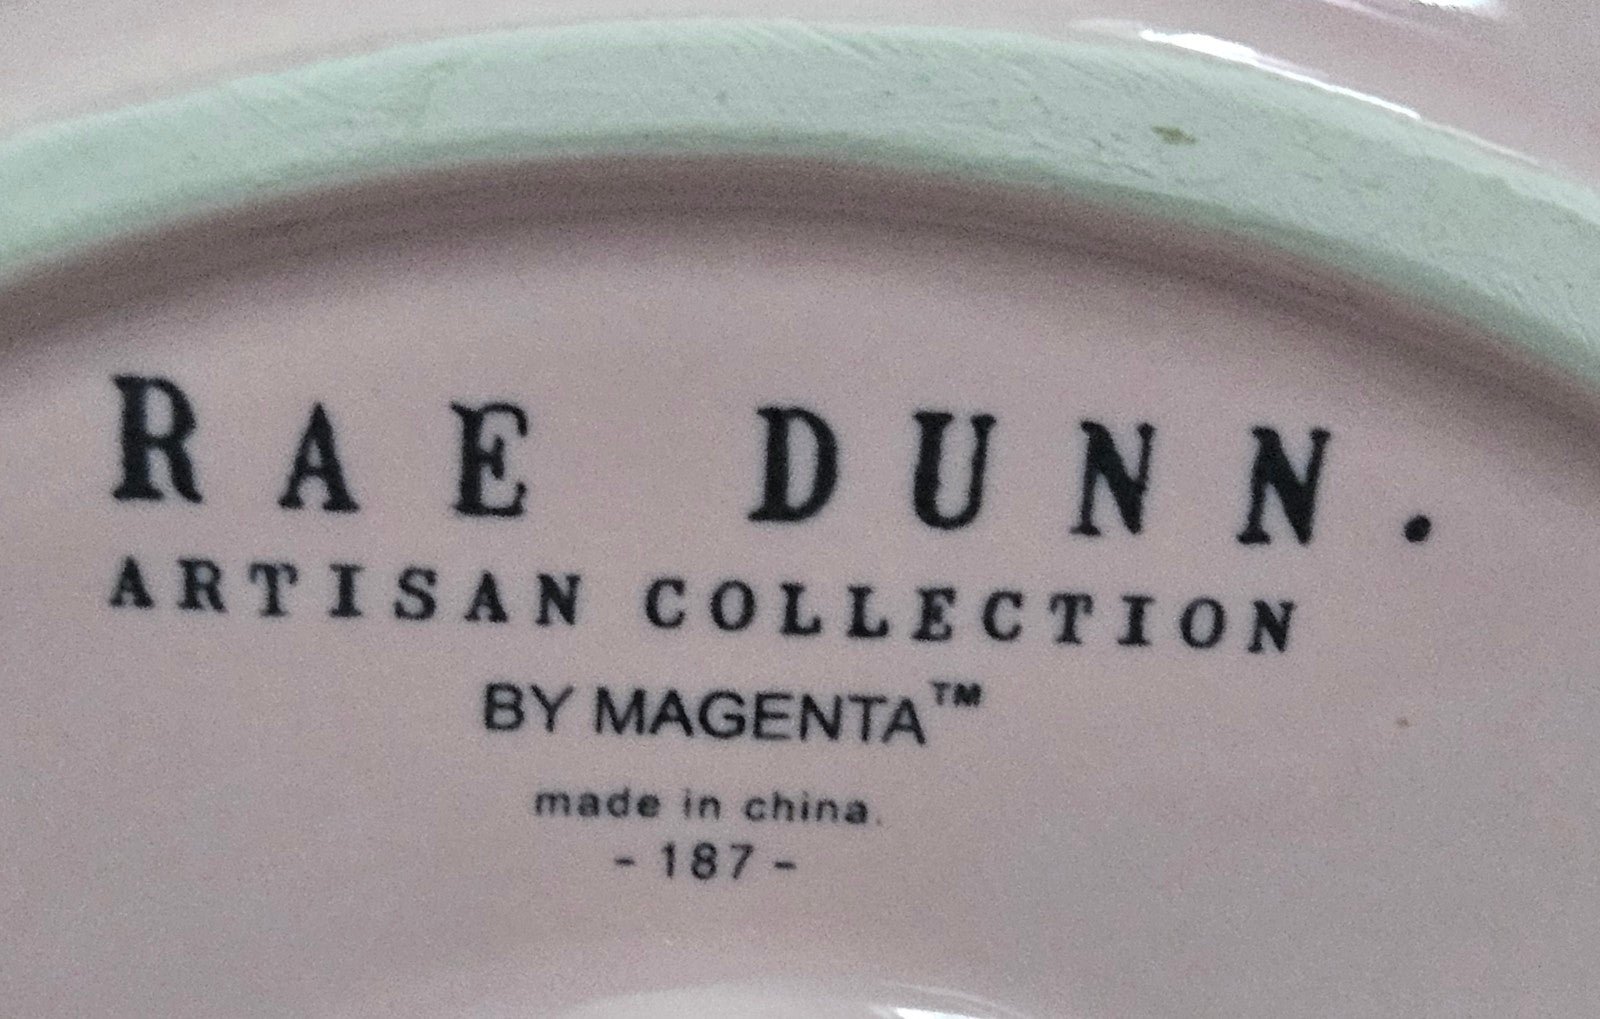 RAE DUNN.
ARTISAN COLLECTION
BY MAGENTA™
made in china.
- 187 -